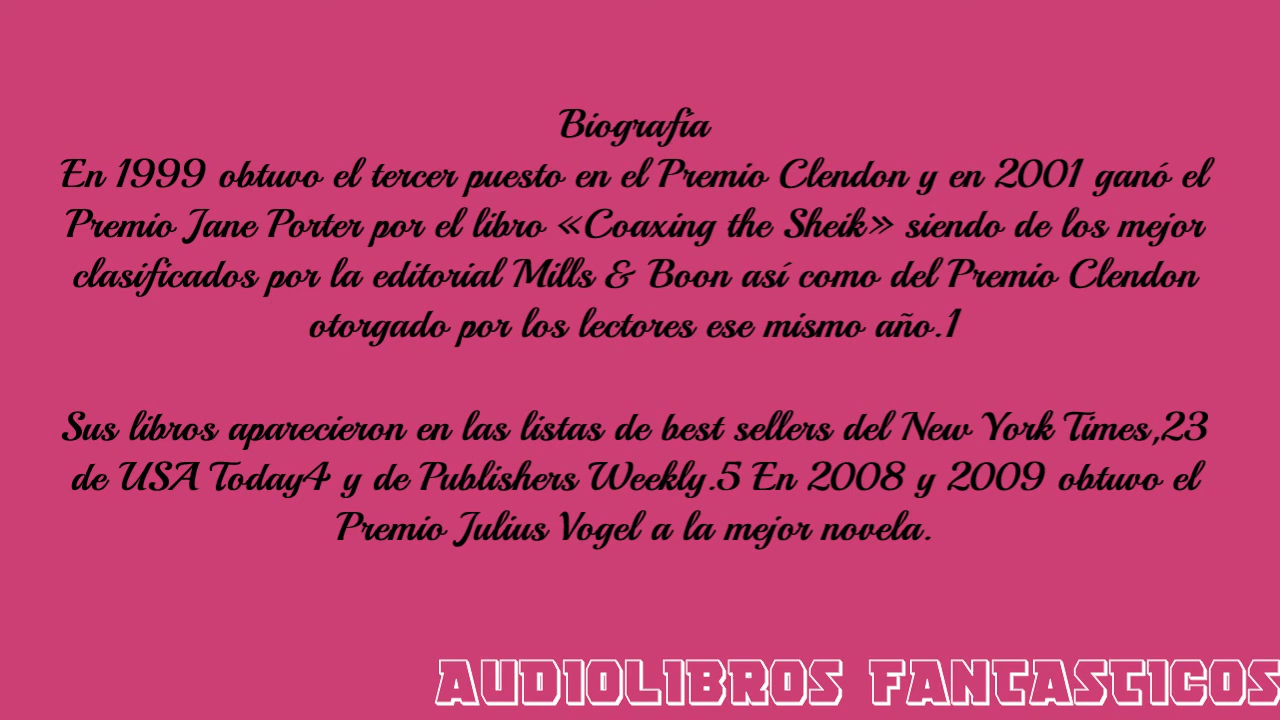 Biografía
En 1999 obtuvo el tercer puesto en el Premio Clendon y en 2001 ganó el
Premio Jane Porter por el libro «Coaxing the Sheik» siendo de los mejor
clasificados por la editorial Mills & Boon así como del Premio Clendon
otorgado por los lectores ese mismo año.1
Sus libros aparecieron en las listas de best sellers del New York Times,23
de USA Today4 y de Publishers Weekly.5 En 2008 y 2009 obtuvo el
Premio Julius Vogel a la mejor novela.
AUDIOLIBROS FANTASTICOS